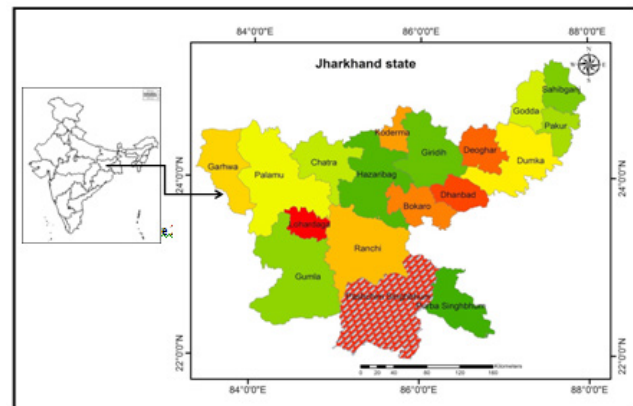 84°0'0"E 86°0'0"E 88°0'0"E
Jharkhand state
N
Sahibganj
Godda
Pakur
Koderma
Giridih
Deoghar
Dumka
Garhwa
Palamu
Chatra
Hazaribag
Dhanbad
Bokaro
Lohardaga
Ranchi
Gumla
Purba Singhbhum
24°0'0"N 24°0'0"N
22°0'0"N 22°0'0"N
Kilometers
0 20 40 80 120 160
84°0'0"E 86°0'0"E 88°0'0"E